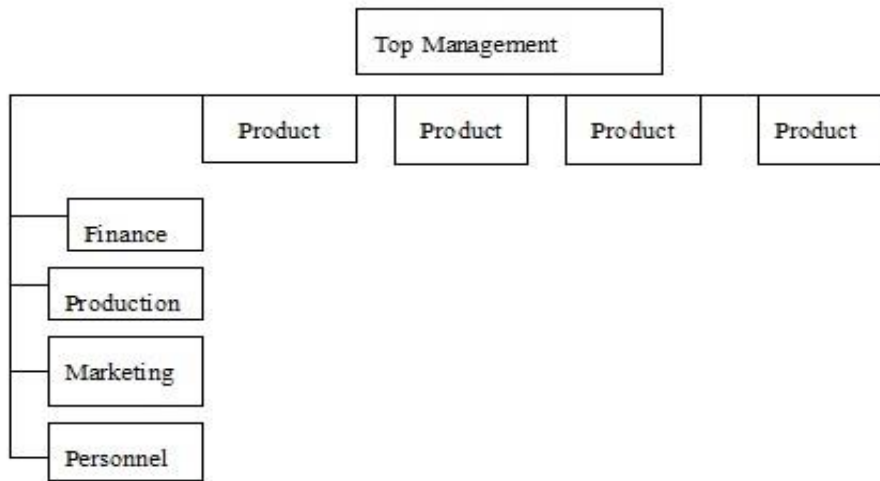 Top Management
Product Product Product Product
Finance
Production
Marketing
Personnel